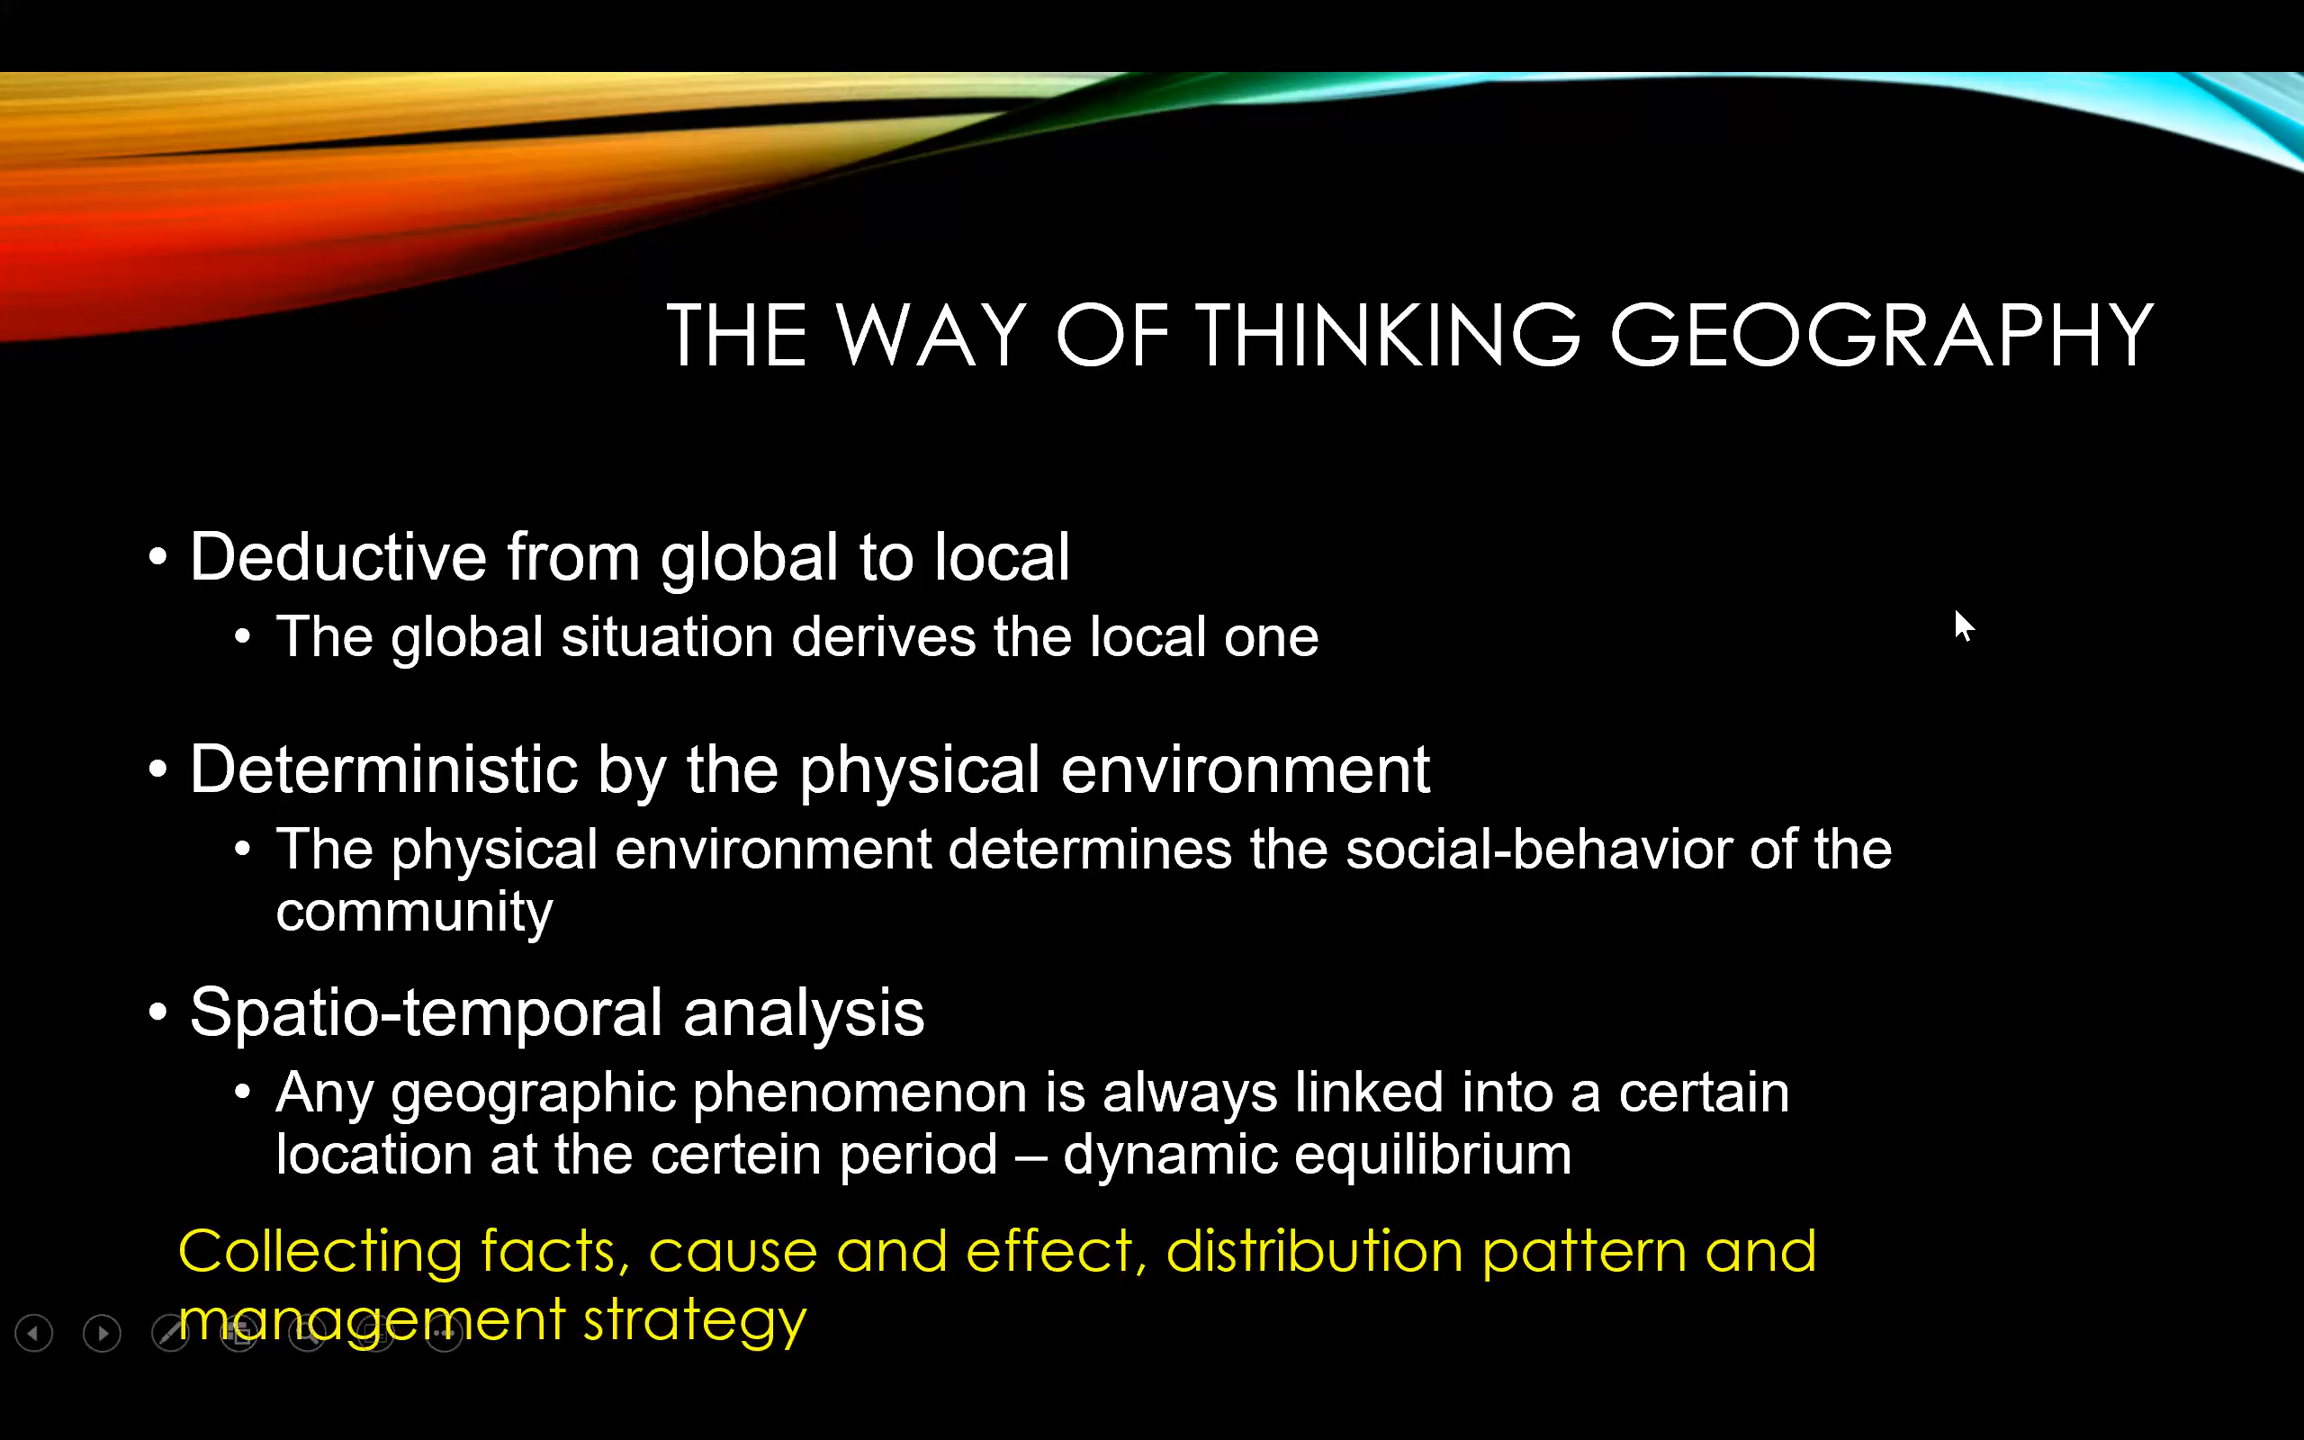 THE WAY OF THINKING GEOGRAPHY
• Deductive from global to local
• The global situation derives the local one
• Deterministic by the physical environment
• The physical environment determines the social-behavior of the
community
• Spatio-temporal analysis
• Any geographic phenomenon is always linked into a certain
location at the certein period – dynamic equilibrium
Collecting facts, cause and effect, distribution pattern and
management strategy